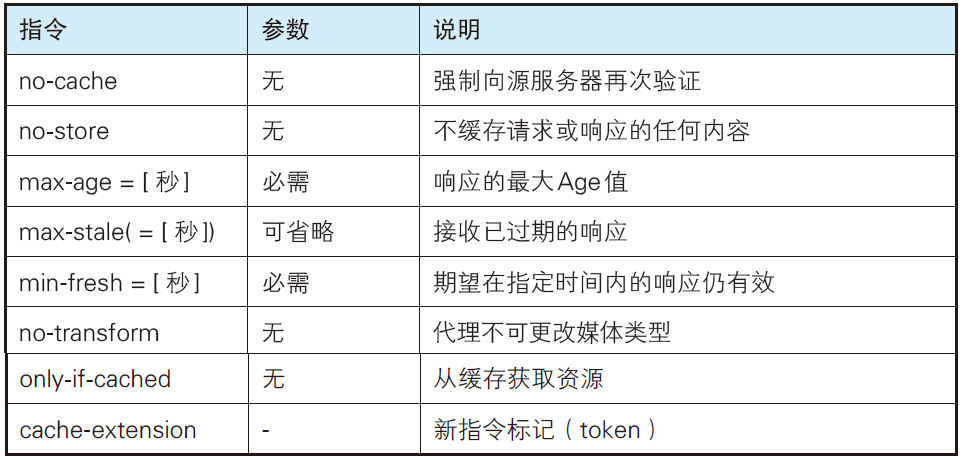 指令 参数 说明
no-cache 无 强制向源服务器再次验证
no-store 无 不缓存请求或响应的任何内容
max-age = [ 秒] 必需 响应的最大Age值
max-stale( = [ 秒]) 可省略 接收已过期的响应
min-fresh = [ 秒] 必需 期望在指定时间内的响应仍有效
no-transform 无 代理不可更改媒体类型
only-if-cached 无 从缓存获取资源
cache-extension - 新指令标记（token）